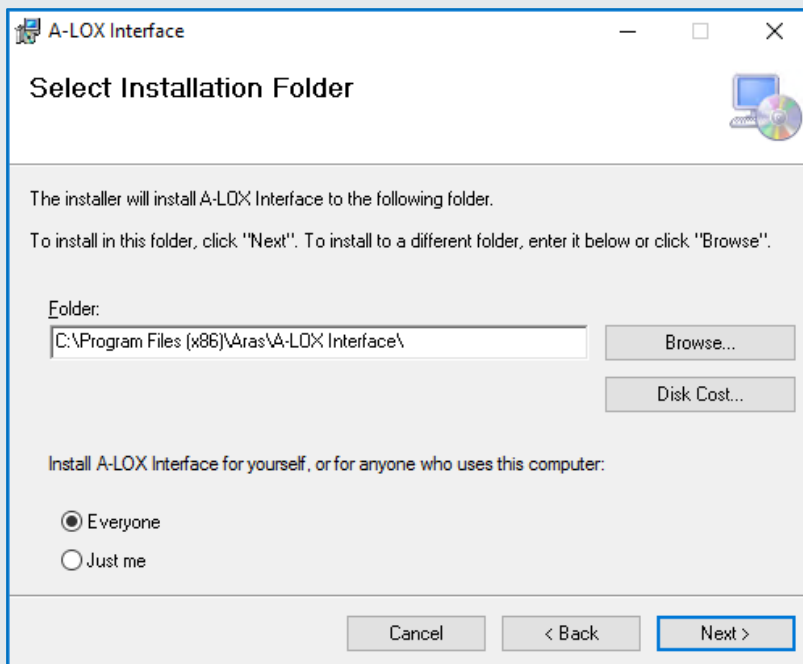 A-LOX Interface
Select Installation Folder
The installer will install A-LOX Interface to the following folder.
To install in this folder, click "Next". To install to a different folder, enter it below or click "Browse".
Folder:
C:\Program Files (x86)\Aras\A-LOX Interface\
Browse...
Disk Cost...
Install A-LOX Interface for yourself, or for anyone who uses this computer:
Everyone
Just me
Cancel
< Back
Next >